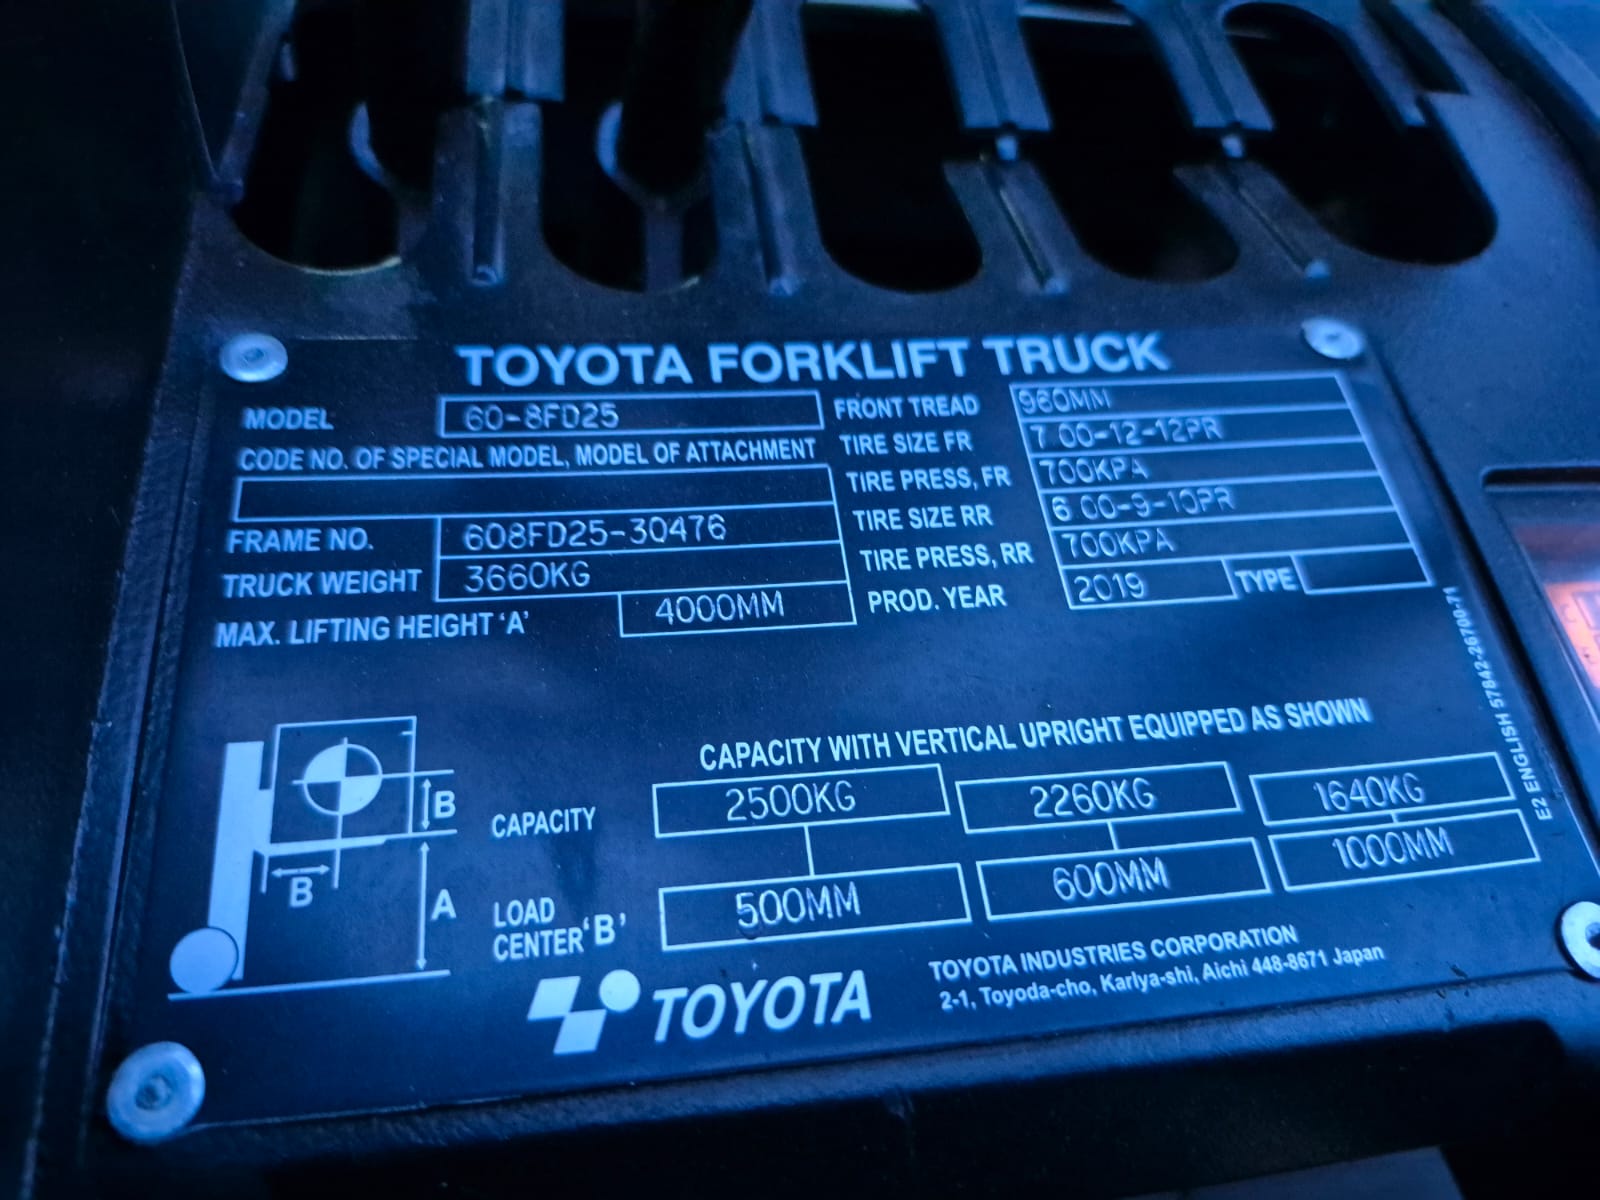 TOYOTA FORKLIFT TRUCK
MODEL 60-8FD25
CODE NO. OF SPECIAL MODEL, MODEL OF ATTACHMENT
FRAME NO. 608FD25-30476
TRUCK WEIGHT 3660KG
MAX. LIFTING HEIGHT 'A' 4000MM
FRONT TREAD 960MM
TIRE SIZE FR 7.00-12-12PR
TIRE PRESS, FR 700KPA
TIRE SIZE RR 6.00-9-10PR
TIRE PRESS, RR 700KPA
PROD. YEAR 2019 TYPE
CAPACITY WITH VERTICAL UPRIGHT EQUIPPED AS SHOWN
CAPACITY 2500KG 2260KG 1640KG
LOAD
CENTER 'B' 500MM 600MM 1000MM
B
B
A
TOYOTA
TOYOTA INDUSTRIES CORPORATION
2-1, Toyoda-cho, Kariya-shi, Aichi 448-8671 Japan
E2 ENGLISH 57842-26700-71